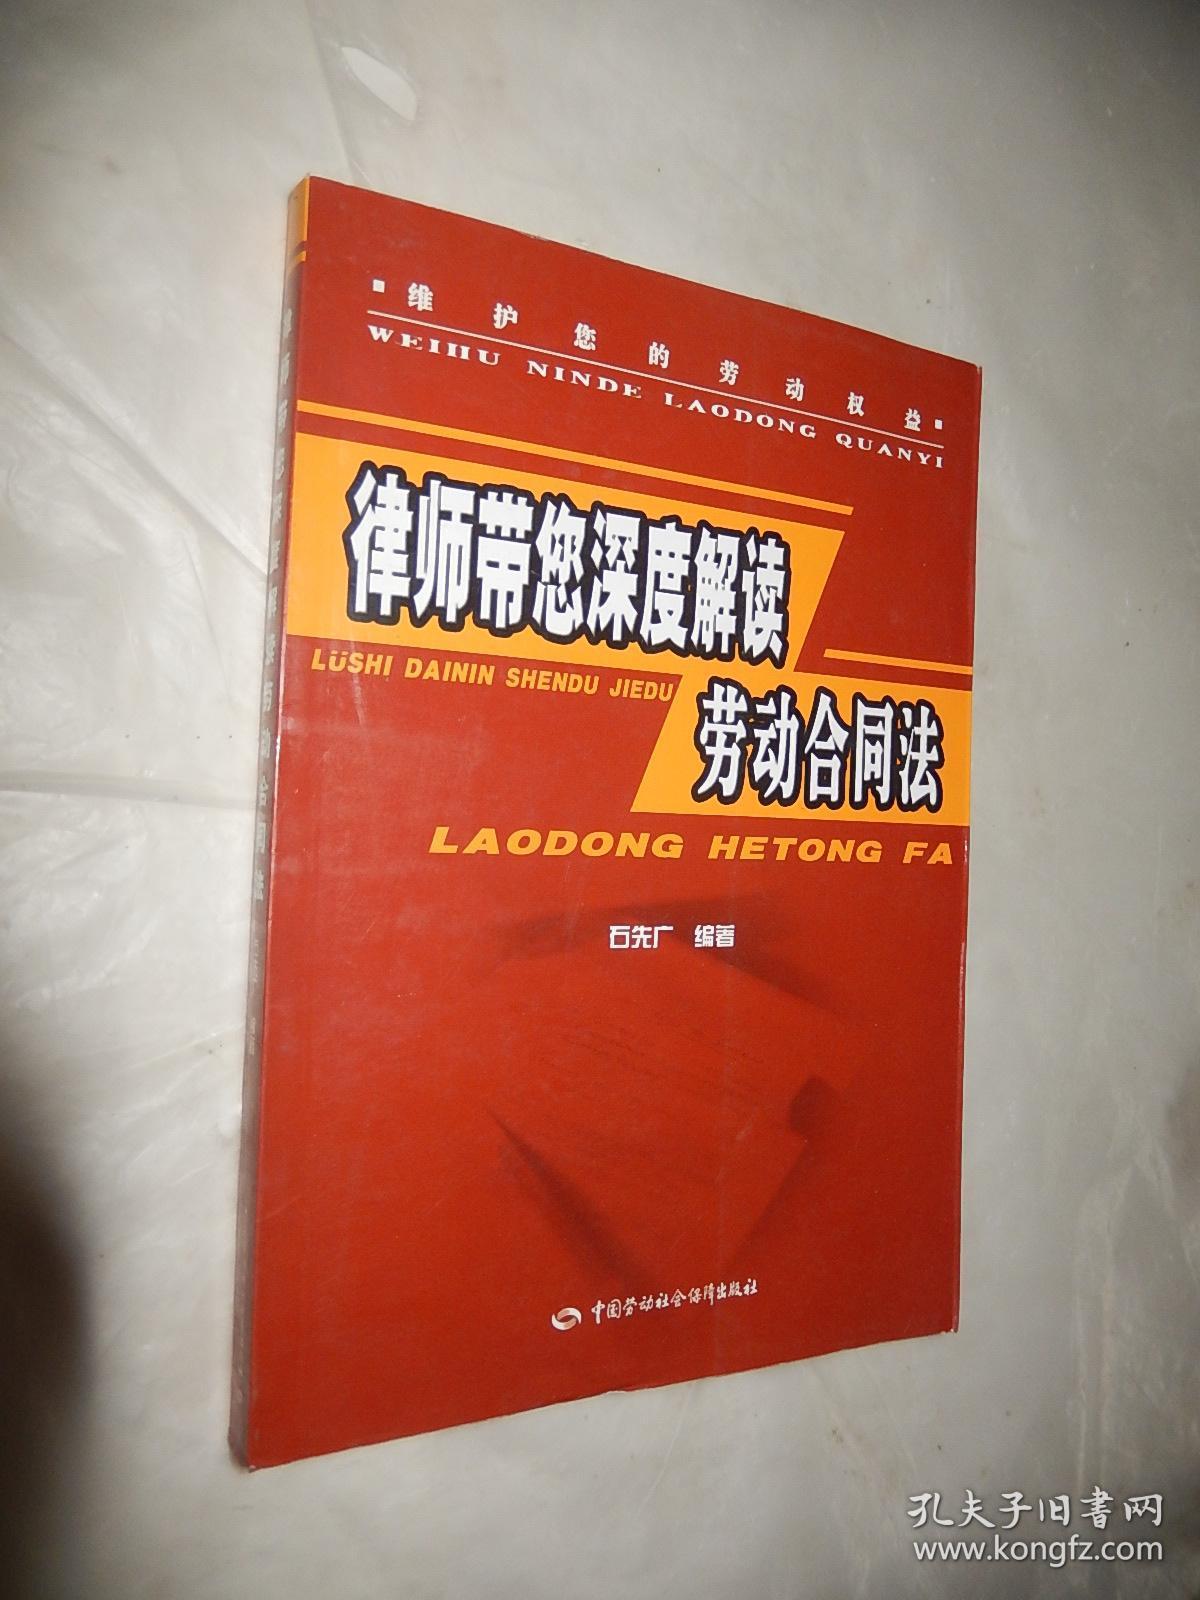 维护您的劳动权益
WEIHU NINDE LAODONG QUANYI
律师带您深度解读
LÜSHI DAININ SHENDU JIEDU
劳动合同法
LAODONG HETONG FA
石先广 编著
中国劳动社会保障出版社
孔夫子旧书网
www.kongfz.com